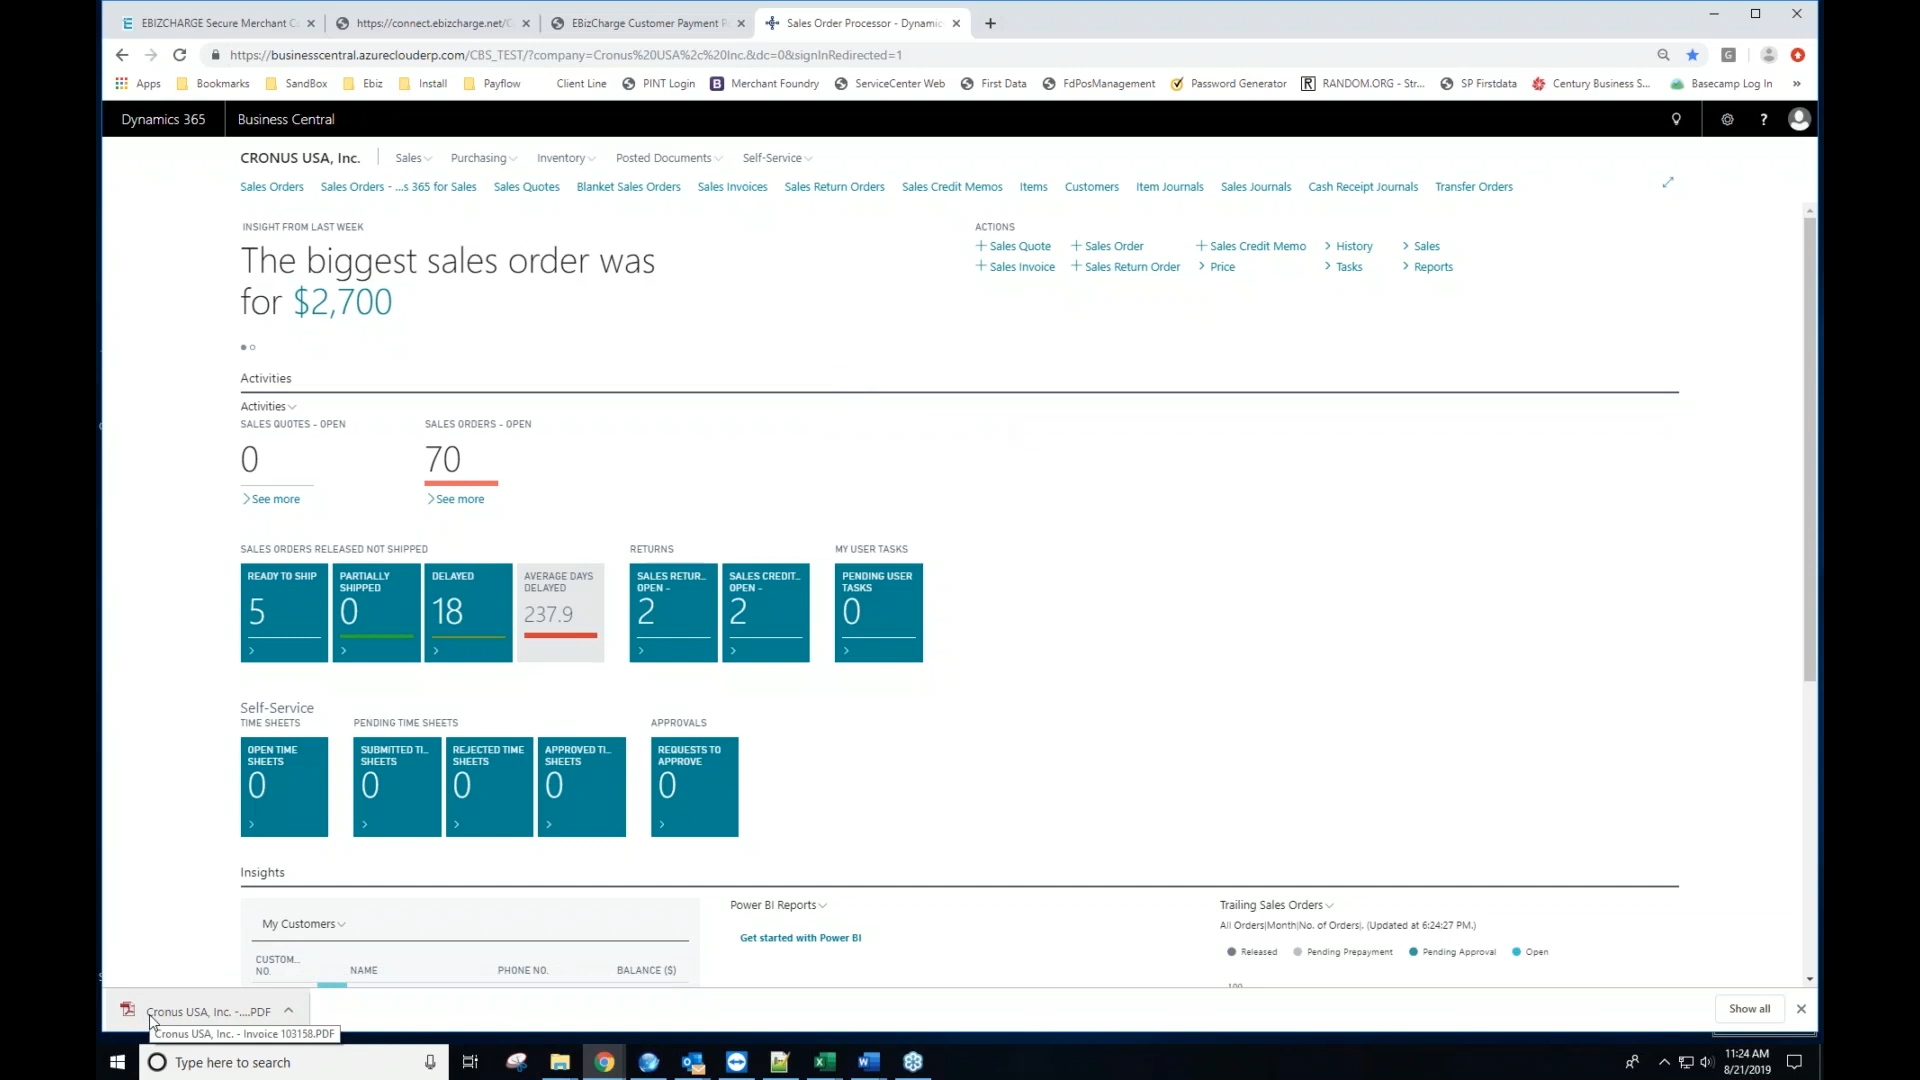 EBIZCHARGE Secure Merchant C
https://connect.ebizcharge.net/C
EBizCharge Customer Payment P
Sales Order Processor - Dynamic
https://businesscentral.azureclouderp.com/CBS_TEST/?company=Cronus%20USA%2c%20Inc.&dc=0&signInRedirected=1
Apps Bookmarks SandBox Ebiz Install Payflow Client Line PINT Login Merchant Foundry ServiceCenter Web First Data FdPosManagement Password Generator RANDOM.ORG - Str... SP Firstdata Century Business S... Basecamp Log In »
Dynamics 365 Business Central ?
CRONUS USA, Inc. Sales Purchasing Inventory Posted Documents Self-Service
Sales Orders Sales Orders - ...s 365 for Sales Sales Quotes Blanket Sales Orders Sales Invoices Sales Return Orders Sales Credit Memos Items Customers Item Journals Sales Journals Cash Receipt Journals Transfer Orders
INSIGHT FROM LAST WEEK
The biggest sales order was
for $2,700
ACTIONS
+ Sales Quote + Sales Order + Sales Credit Memo > History > Sales
+ Sales Invoice + Sales Return Order > Price > Tasks > Reports
Activities
Activities
SALES QUOTES - OPEN SALES ORDERS - OPEN
0 70
>See more >See more
SALES ORDERS RELEASED NOT SHIPPED RETURNS MY USER TASKS
READY TO SHIP
5
PARTIALLY
SHIPPED
0
DELAYED
18
AVERAGE DAYS
DELAYED
237.9
SALES RETUR...
OPEN -
2
SALES CREDIT...
OPEN -
2
PENDING USER
TASKS
0
Self-Service
TIME SHEETS PENDING TIME SHEETS APPROVALS
OPEN TIME
SHEETS
0
SUBMITTED TI...
SHEETS
0
REJECTED TIME
SHEETS
0
APPROVED TI...
SHEETS
0
REQUESTS TO
APPROVE
0
Insights
My Customers
CUSTOM...
NO. NAME PHONE NO. BALANCE ($)
Power BI Reports
Get started with Power BI
Trailing Sales Orders
All Orders|Month|No. of Orders|. (Updated at 6:24:27 PM.)
Released Pending Prepayment Pending Approval Open
100
Cronus USA, Inc. -....PDF
Show all
Cronus USA, Inc. - Invoice 103158.PDF
Type here to search
11:24 AM
8/21/2019